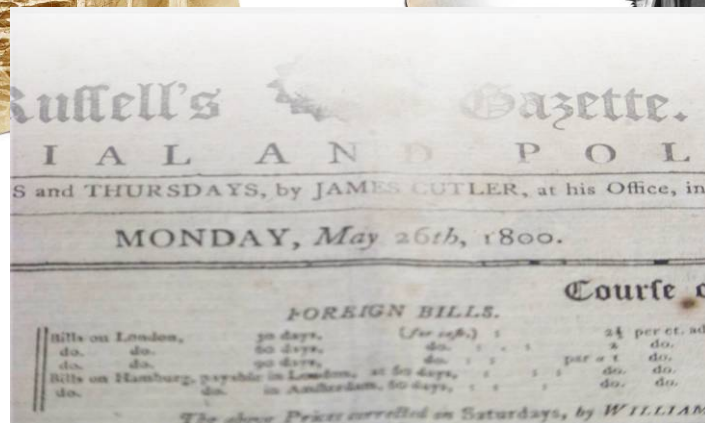 Ruſſell's Gazette.
I A L A N D P O L
S and THURSDAYS, by JAMES CUTLER, at his Office, in
MONDAY, May 26th, 1800.
Courſe
FOREIGN BILLS.
Bills on London, 30 days, (for caſh,) : 2½ per ct. ad
do. do. 60 days, do. : : : do.
do. do. 90 days, do. : : par a 1 do.
Bills on Hamburg, payable in London, at 60 days, : : : do. do.
do. do. in Amſterdam, 60 days, : : do. do.
The above Prices corrected on Saturdays, by WILLIAM